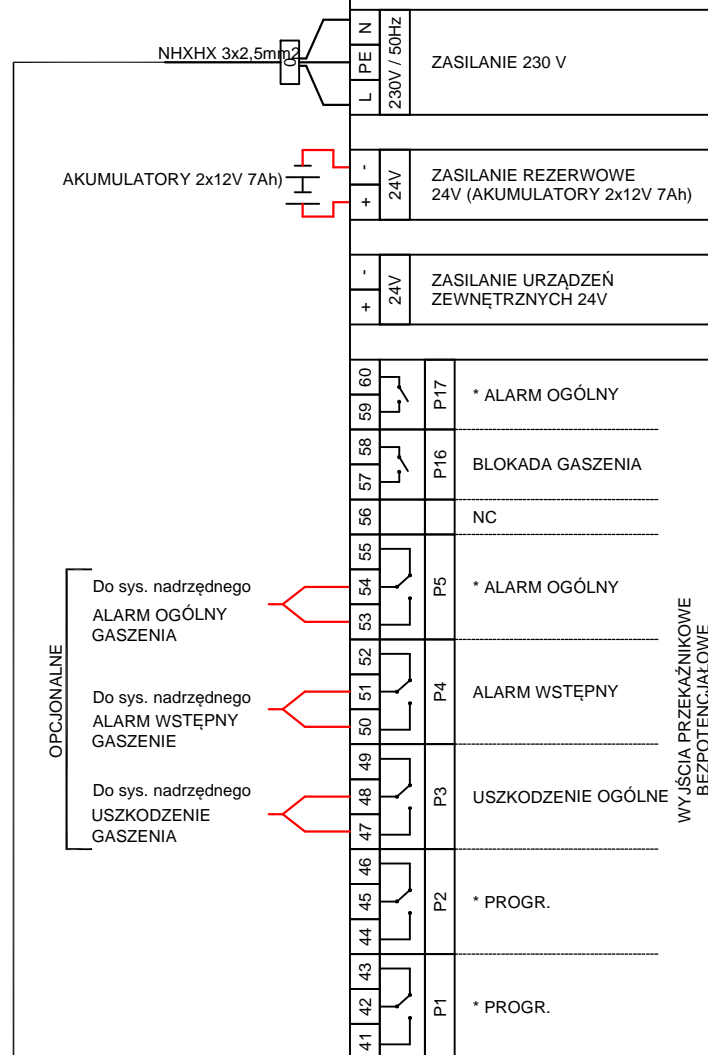 NHXHX 3x2,5mm2
0
N
PE
L
230V / 50Hz
ZASILANIE 230 V
AKUMULATORY 2x12V 7Ah)
-
+
24V
ZASILANIE REZERWOWE
24V (AKUMULATORY 2x12V 7Ah)
-
+
24V
ZASILANIE URZĄDZEŃ
ZEWNĘTRZNYCH 24V
60
59
P17
* ALARM OGÓLNY
58
57
P16
BLOKADA GASZENIA
56
NC
55
54
53
P5
* ALARM OGÓLNY
Do sys. nadrzędnego
ALARM OGÓLNY
GASZENIA
52
51
50
P4
ALARM WSTĘPNY
Do sys. nadrzędnego
ALARM WSTĘPNY
GASZENIE
49
48
47
P3
USZKODZENIE OGÓLNE
Do sys. nadrzędnego
USZKODZENIE
GASZENIA
OPCJONALNE
46
45
44
P2
* PROGR.
43
42
41
P1
* PROGR.
WYJŚCIA PRZEKAŹNIKOWE
BEZPOTENCJAŁOWE